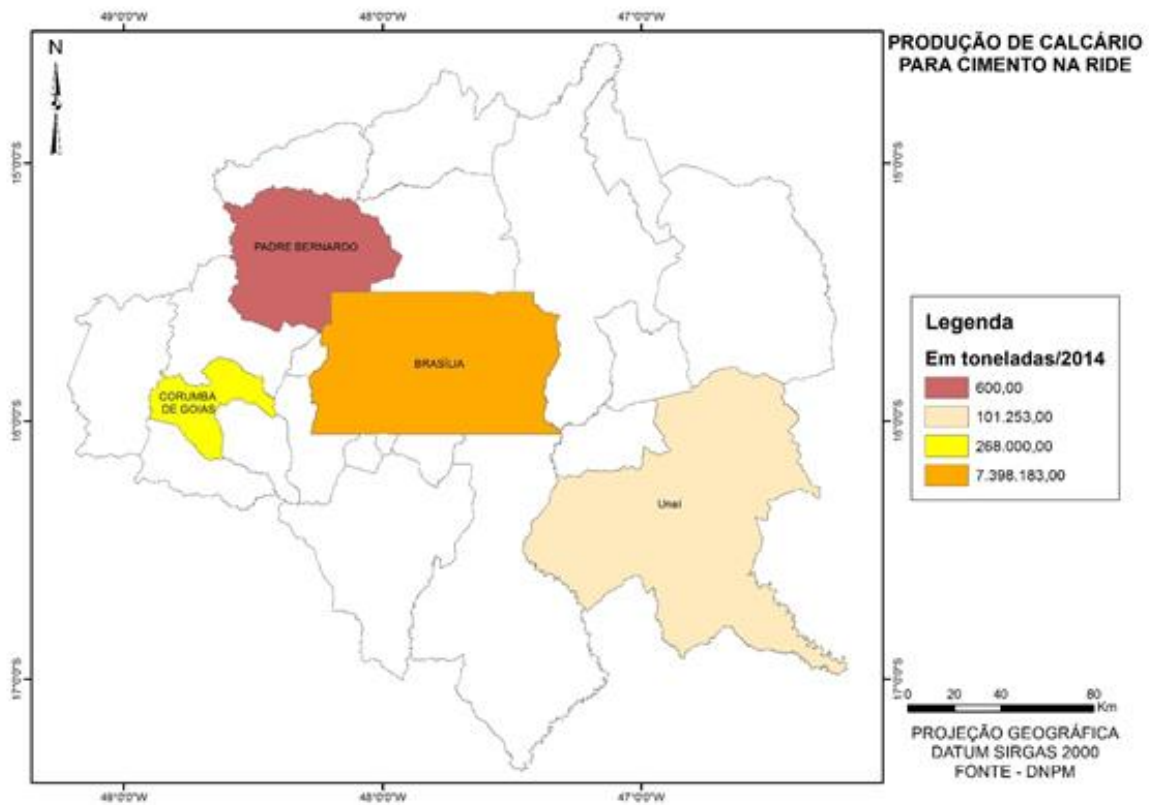 49°0'0"W 48°0'0"W 47°0'0"W
N
PRODUÇÃO DE CALCÁRIO
PARA CIMENTO NA RIDE
15°0'0"S 15°0'0"S
PADRE BERNARDO
BRASÍLIA
CORUMBA
DE GOIAS
16°0'0"S 16°0'0"S
Unaí
Legenda
Em toneladas/2014
600,00
101.253,00
268.000,00
7.398.183,00
17°0'0"S 17°0'0"S
0 20 40 80
Km
PROJEÇÃO GEOGRÁFICA
DATUM SIRGAS 2000
FONTE - DNPM
49°0'0"W 48°0'0"W 47°0'0"W